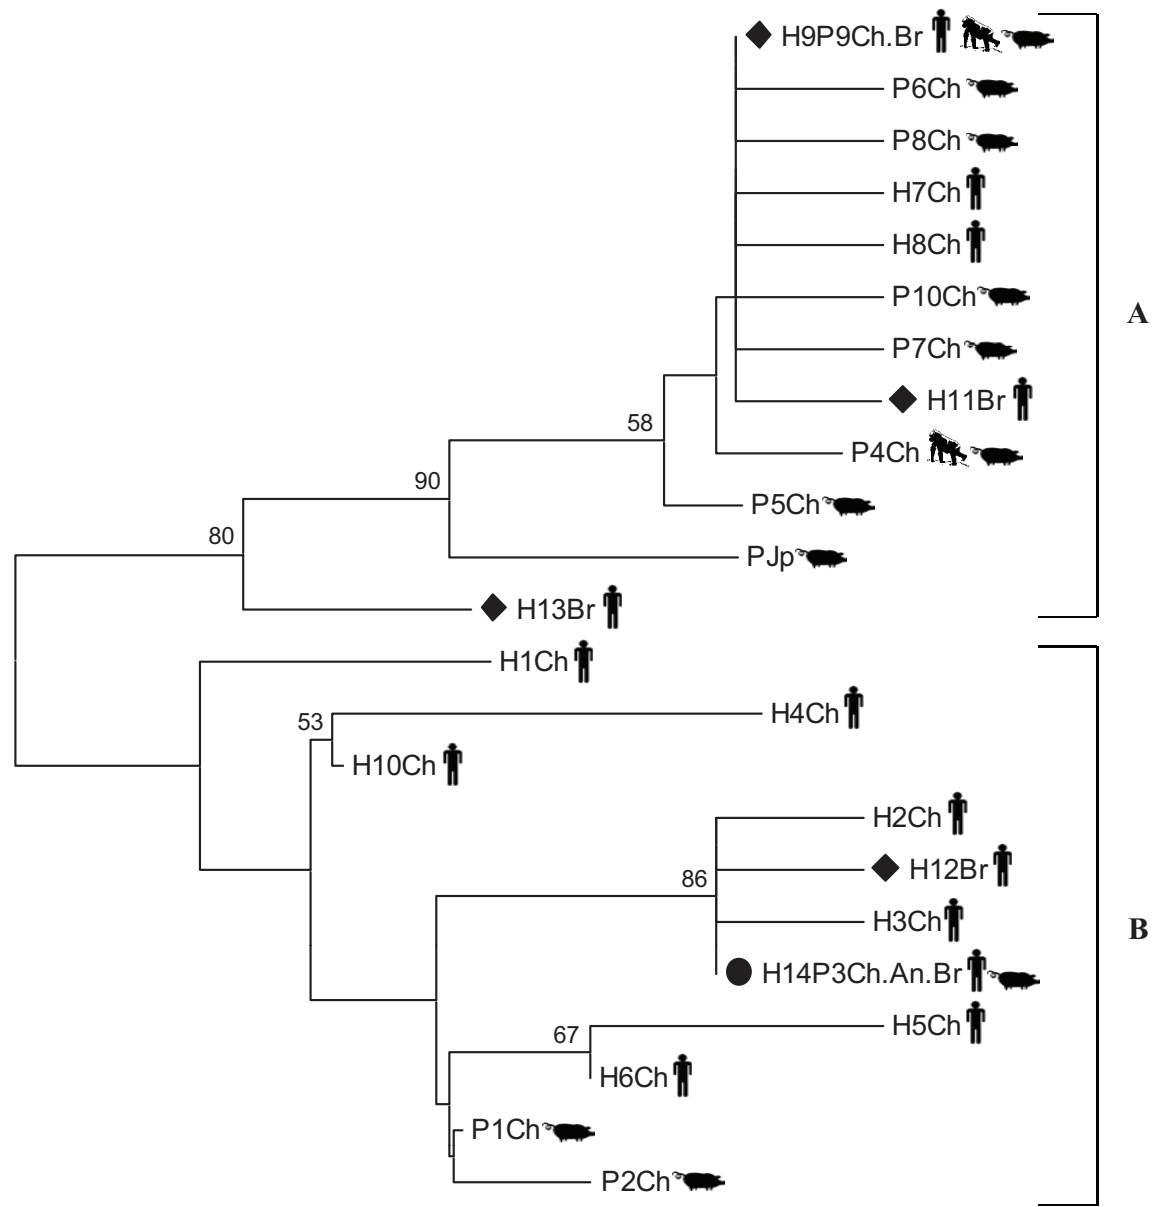 H9P9Ch.Br
P6Ch
P8Ch
H7Ch
H8Ch
P10Ch
A
P7Ch
H11Br
58
P4Ch
90
P5Ch
80
PJp
H13Br
H1Ch
53
H4Ch
H10Ch
H2Ch
86
H12Br
H3Ch
B
H14P3Ch.An.Br
67
H5Ch
H6Ch
P1Ch
P2Ch